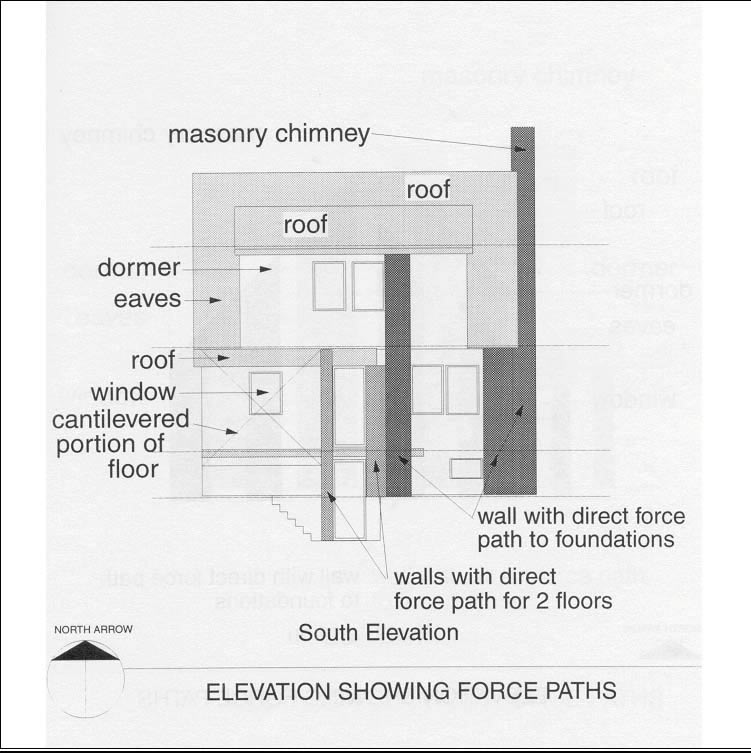 masonry chimney
roof
roof
dormer
eaves
roof
window
cantilevered
portion of
floor
wall with direct force
path to foundations
walls with direct
force path for 2 floors
South Elevation
NORTH ARROW
ELEVATION SHOWING FORCE PATHS